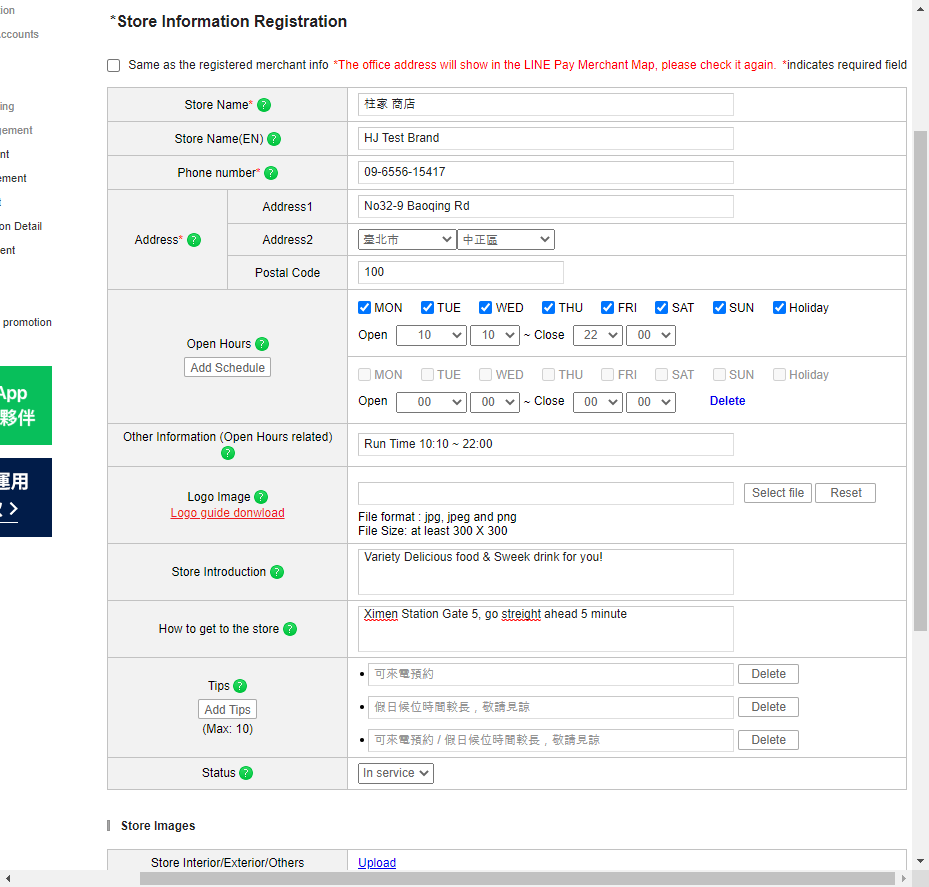 tion
ccounts
ing
gement
nt
ement
t
on Detail
ent
promotion
App
夥伴
運用
*Store Information Registration
Same as the registered merchant info *The office address will show in the LINE Pay Merchant Map, please check it again. *indicates required field
Store Name* ? 柱家 商店
Store Name(EN) ? HJ Test Brand
Phone number* ? 09-6556-15417
Address* ?
Address1 No32-9 Baoqing Rd
Address2 臺北市 中正區
Postal Code 100
Open Hours ?
Add Schedule
MON TUE WED THU FRI SAT SUN Holiday
Open 10 10 ~ Close 22 00
MON TUE WED THU FRI SAT SUN Holiday
Open 00 00 ~ Close 00 00 Delete
Other Information (Open Hours related)
?
Run Time 10:10 ~ 22:00
Logo Image ?
Logo guide donwload
Select file Reset
File format : jpg, jpeg and png
File Size: at least 300 X 300
Store Introduction ? Variety Delicious food & Sweek drink for you!
How to get to the store ? Ximen Station Gate 5, go streight ahead 5 minute
Tips ?
Add Tips
(Max: 10)
• 可來電預約 Delete
• 假日候位時間較長，敬請見諒 Delete
• 可來電預約 / 假日候位時間較長，敬請見諒 Delete
Status ? In service
Store Images
Store Interior/Exterior/Others Upload